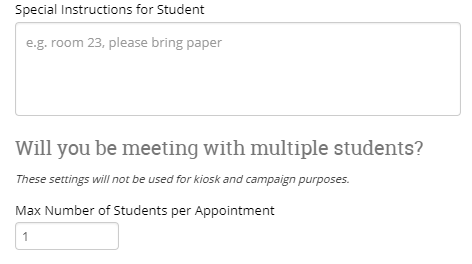 Special Instructions for Student
e.g. room 23, please bring paper
Will you be meeting with multiple students?
These settings will not be used for kiosk and campaign purposes.
Max Number of Students per Appointment
1